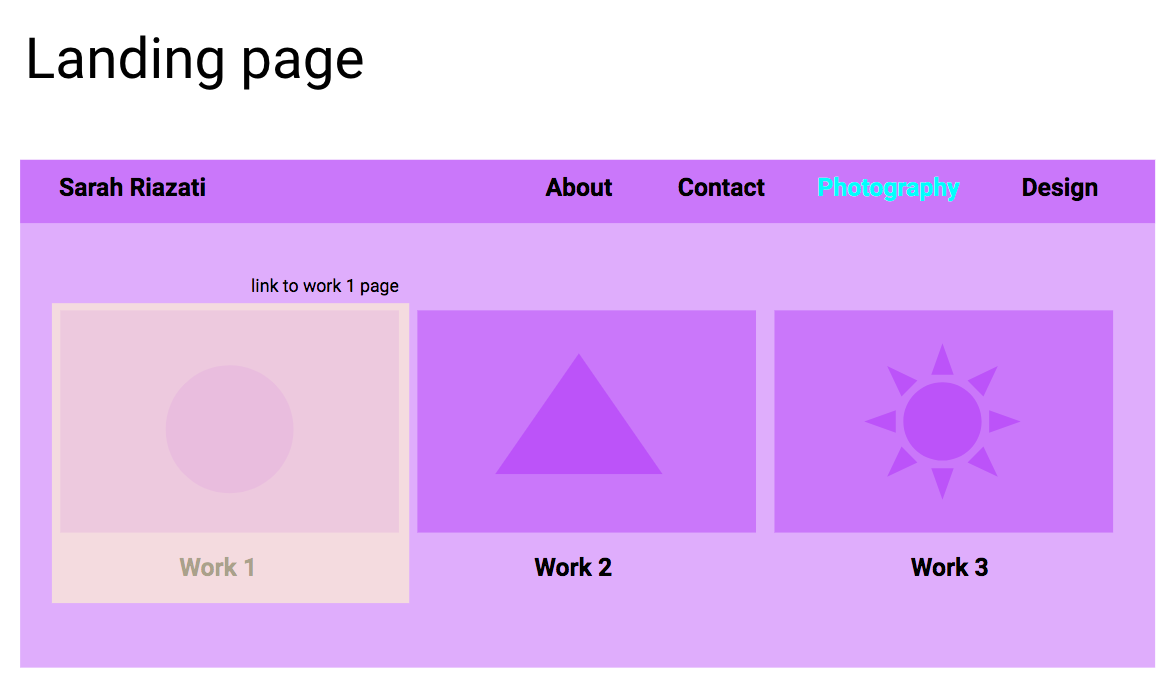 Landing page
Sarah Riazati About Contact Photography Design
link to work 1 page
Work 1 Work 2 Work 3